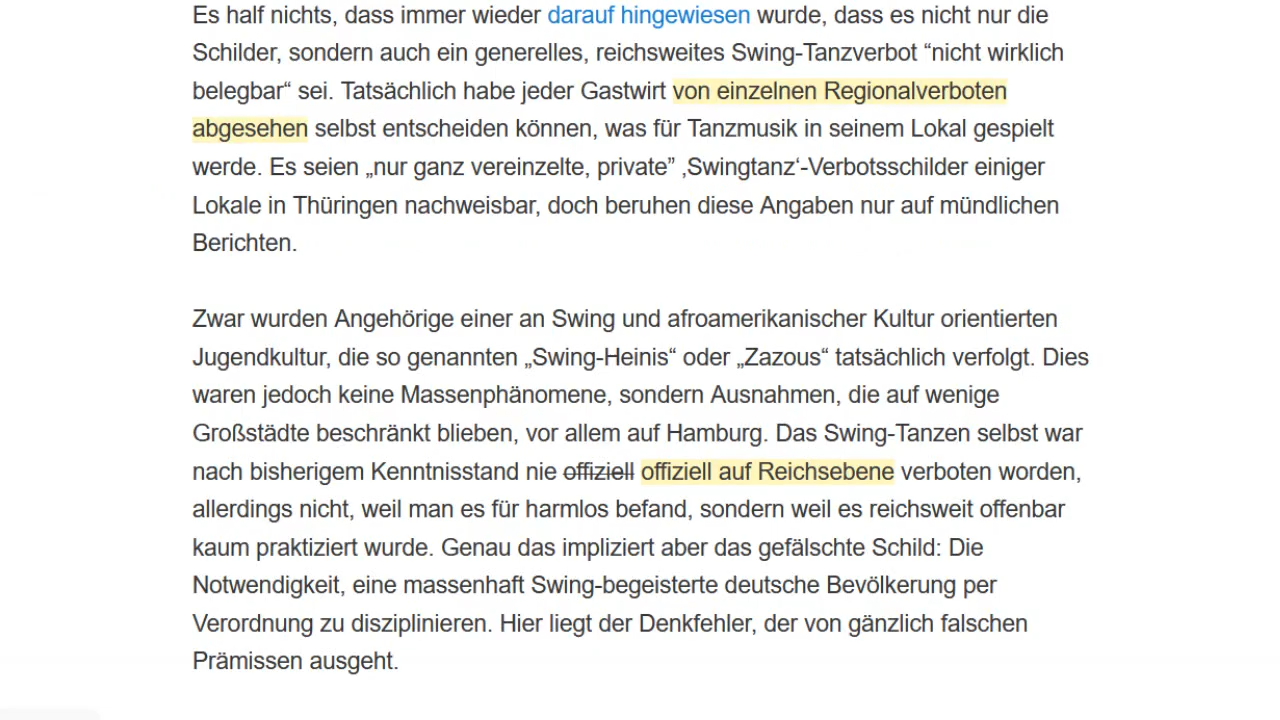 Es half nichts, dass immer wieder darauf hingewiesen wurde, dass es nicht nur die
Schilder, sondern auch ein generelles, reichsweites Swing-Tanzverbot “nicht wirklich
belegbar“ sei. Tatsächlich habe jeder Gastwirt von einzelnen Regionalverboten
abgesehen selbst entscheiden können, was für Tanzmusik in seinem Lokal gespielt
werde. Es seien „nur ganz vereinzelte, private” ‚Swingtanz‘-Verbotsschilder einiger
Lokale in Thüringen nachweisbar, doch beruhen diese Angaben nur auf mündlichen
Berichten.
Zwar wurden Angehörige einer an Swing und afroamerikanischer Kultur orientierten
Jugendkultur, die so genannten „Swing-Heinis“ oder „Zazous“ tatsächlich verfolgt. Dies
waren jedoch keine Massenphänomene, sondern Ausnahmen, die auf wenige
Großstädte beschränkt blieben, vor allem auf Hamburg. Das Swing-Tanzen selbst war
nach bisherigem Kenntnisstand nie offiziell offiziell auf Reichsebene verboten worden,
allerdings nicht, weil man es für harmlos befand, sondern weil es reichsweit offenbar
kaum praktiziert wurde. Genau das impliziert aber das gefälschte Schild: Die
Notwendigkeit, eine massenhaft Swing-begeisterte deutsche Bevölkerung per
Verordnung zu disziplinieren. Hier liegt der Denkfehler, der von gänzlich falschen
Prämissen ausgeht.